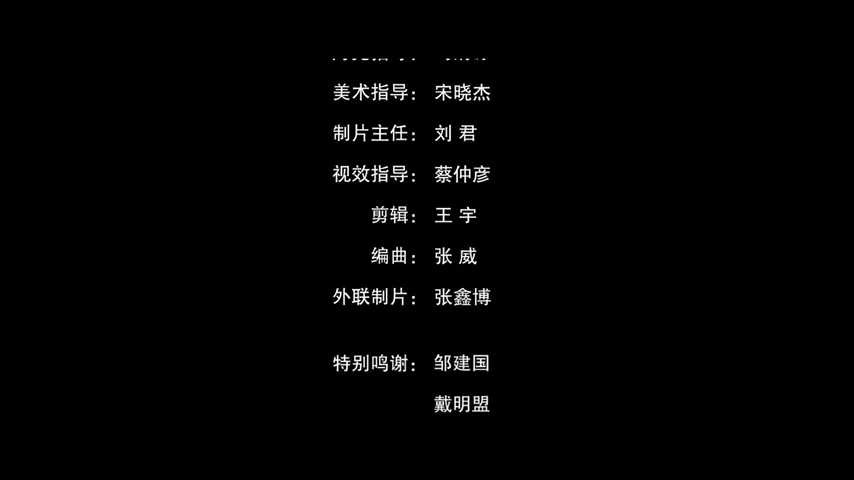 美术指导：宋晓杰
制片主任：刘 君
视效指导：蔡仲彦
剪辑：王 宇
编曲：张 威
外联制片：张鑫博
特别鸣谢：邹建国
戴明盟